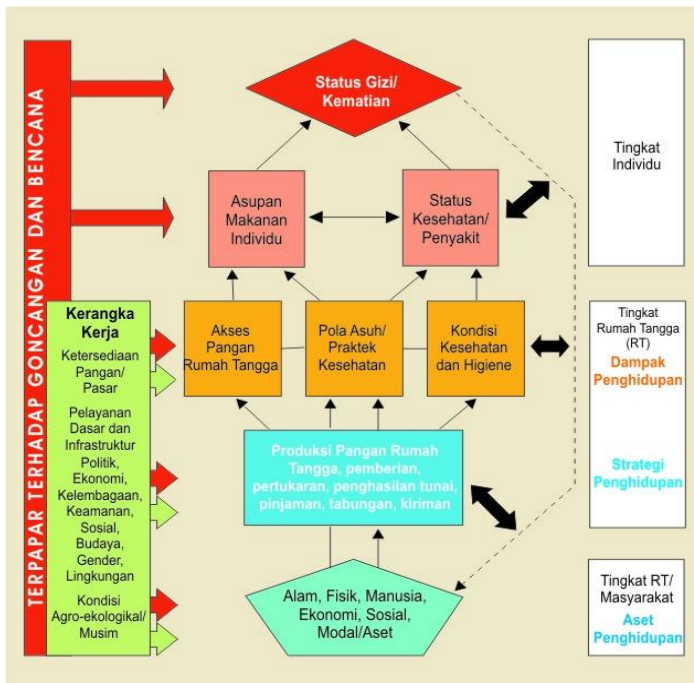 TERPAPAR TERHADAP GONCANGAN DAN BENCANA
Status Gizi/
Kematian
Asupan
Makanan
Individu
Status
Kesehatan/
Penyakit
Tingkat
Individu
Kerangka
Kerja
Ketersediaan
Pangan/
Pasar
Pelayanan
Dasar dan
Infrastruktur
Politik,
Ekonomi,
Kelembagaan,
Keamanan,
Sosial,
Budaya,
Gender,
Lingkungan
Kondisi
Agro-ekologikal/
Musim
Akses
Pangan
Rumah Tangga
Pola Asuh/
Praktek
Kesehatan
Kondisi
Kesehatan
dan Higiene
Tingkat
Rumah Tangga
(RT)
Dampak
Penghidupan
Strategi
Penghidupan
Produksi Pangan Rumah
Tangga, pemberian,
pertukaran, penghasilan tunai,
pinjaman, tabungan, kiriman
Alam, Fisik, Manusia,
Ekonomi, Sosial,
Modal/Aset
Tingkat RT/
Masyarakat
Aset
Penghidupan